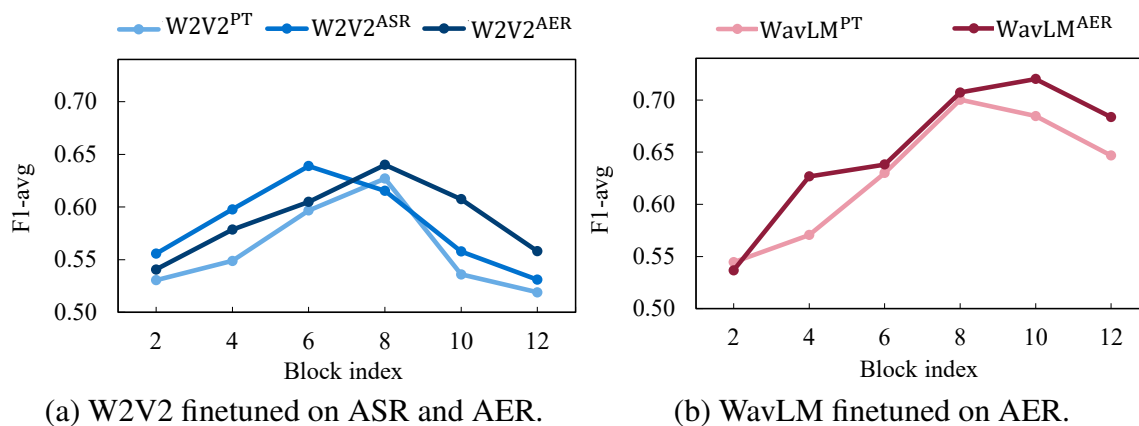 W2V2^PT W2V2^ASR W2V2^AER
0.70
0.65
0.60
0.55
0.50
F1-avg
2 4 6 8 10 12
Block index
(a) W2V2 finetuned on ASR and AER.
WavLM^PT WavLM^AER
0.70
0.65
0.60
0.55
0.50
F1-avg
2 4 6 8 10 12
Block index
(b) WavLM finetuned on AER.